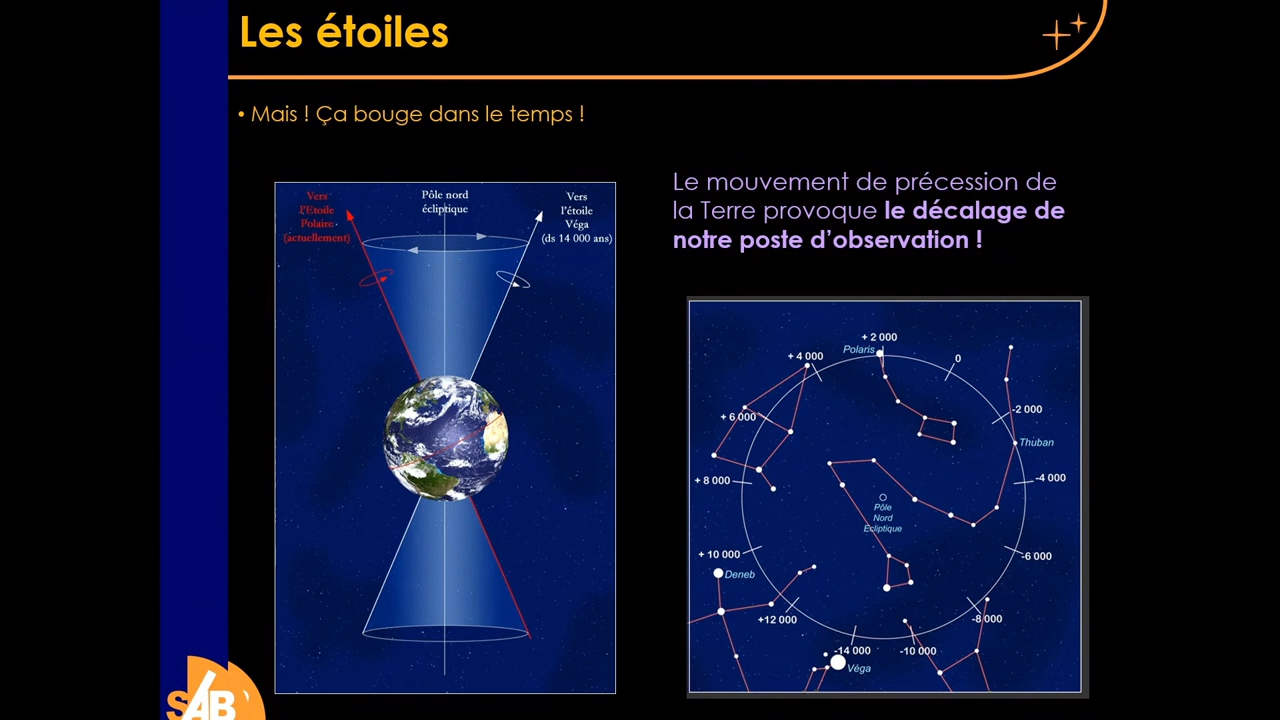 Les étoiles
• Mais ! Ça bouge dans le temps !
Vers
l'Etoile
Polaire
(actuellement)
Pôle nord
écliptique
Vers
l'étoile
Véga
(ds 14 000 ans)
Le mouvement de précession de
la Terre provoque le décalage de
notre poste d'observation !
+ 2 000
Polaris
0
+ 4 000
-2 000
+ 6 000
Thuban
+ 8 000
-4 000
Pôle
Nord
Ecliptique
+ 10 000
-6 000
Deneb
+12 000
-8 000
-14 000
-10 000
Véga
SAB